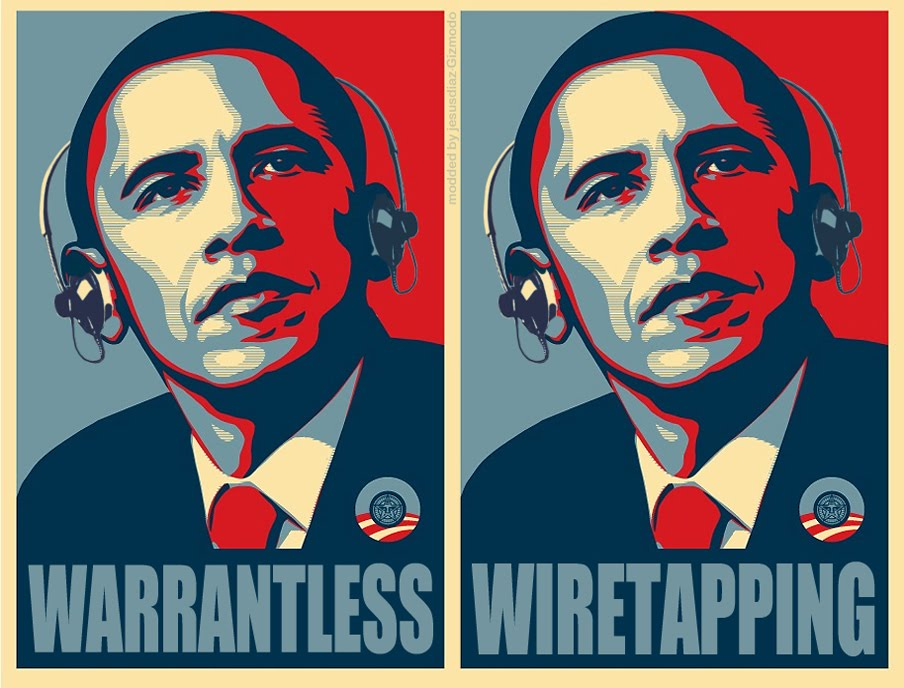 modded by jesusdiaz-Gizmodo
WARRANTLESS
WIRETAPPING